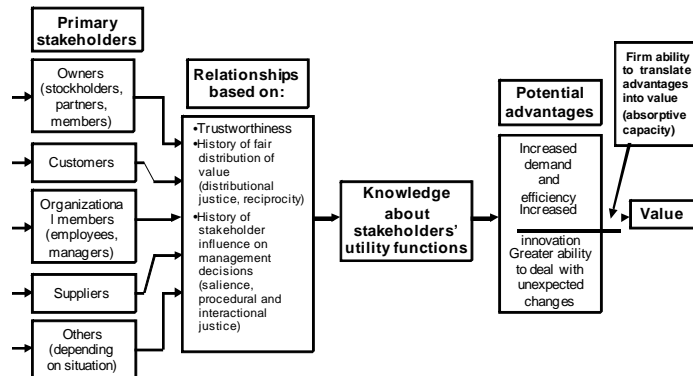 Primary
stakeholders
Owners
(stockholders,
partners,
members)
Customers
Organizationa
l members
(employees,
managers)
Suppliers
Others
(depending
on situation)
Relationships
based on:
•Trustworthiness
•History of fair
distribution of
value
(distributional
justice, reciprocity)
•History of
stakeholder
influence on
management
decisions
(salience,
procedural and
interactional
justice)
Knowledge
about
stakeholders'
utility functions
Potential
advantages
Increased
demand
and
efficiency
Increased
innovation
Greater ability
to deal with
unexpected
changes
Firm ability
to translate
advantages
into value
(absorptive
capacity)
Value